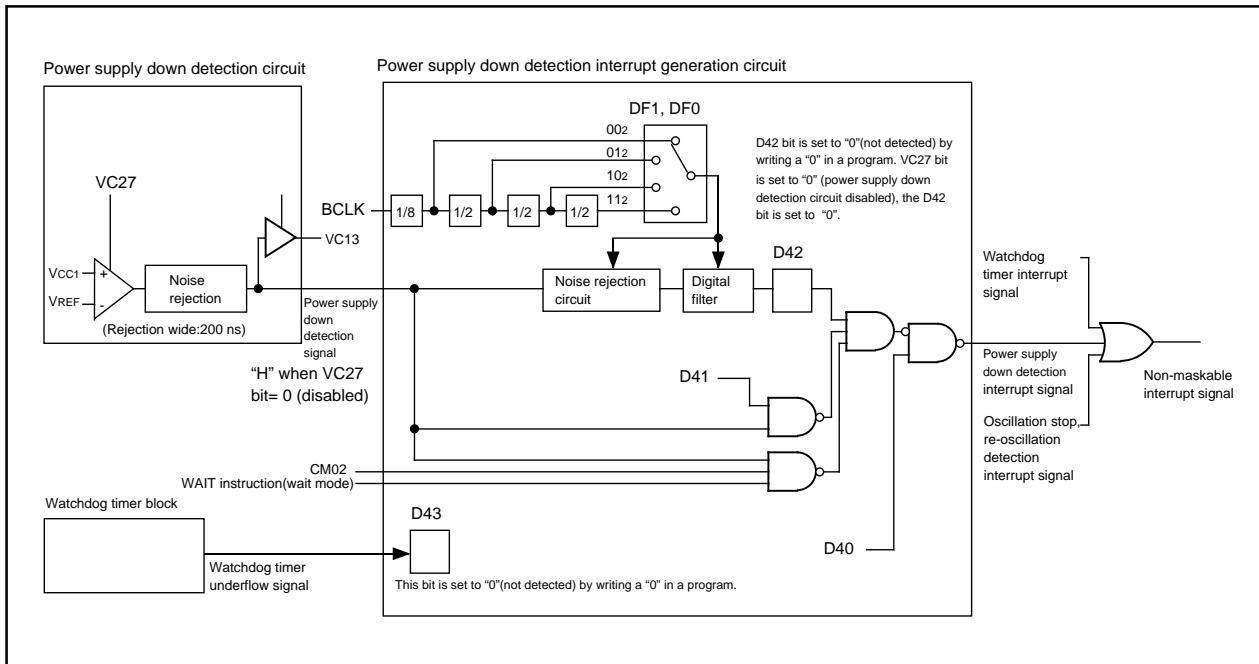 Power supply down detection circuit
VC27
VCC1
+
VREF
-
Noise
rejection
(Rejection wide:200 ns)
VC13
Power supply
down
detection
signal
“H” when VC27
bit= 0 (disabled)
Power supply down detection interrupt generation circuit
DF1, DF0
002
012
102
112
BCLK
1/8
1/2
1/2
1/2
D42 bit is set to “0”(not detected) by
writing a “0” in a program. VC27 bit
is set to “0” (power supply down
detection circuit disabled), the D42
bit is set to “0”.
Noise rejection
circuit
Digital
filter
D42
D41
CM02
WAIT instruction(wait mode)
D40
Watchdog timer block
Watchdog timer
underflow signal
D43
This bit is set to “0”(not detected) by writing a “0” in a program.
Watchdog
timer interrupt
signal
Power supply
down detection
interrupt signal
Oscillation stop,
re-oscillation
detection
interrupt signal
Non-maskable
interrupt signal